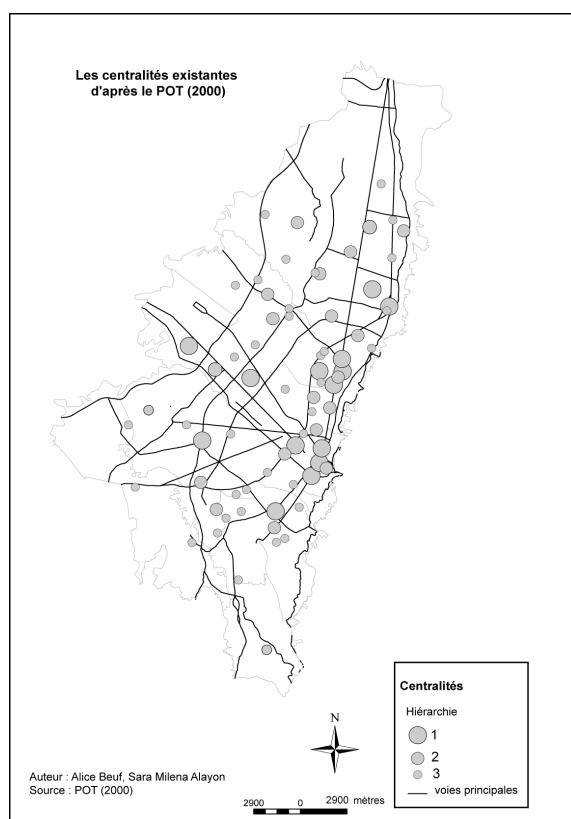 Les centralités existantes
d'après le POT (2000)
Centralités
Hiérarchie
1
2
3
voies principales
N
Auteur : Alice Beuf, Sara Milena Alayon
Source : POT (2000)
2900 0 2900 mètres